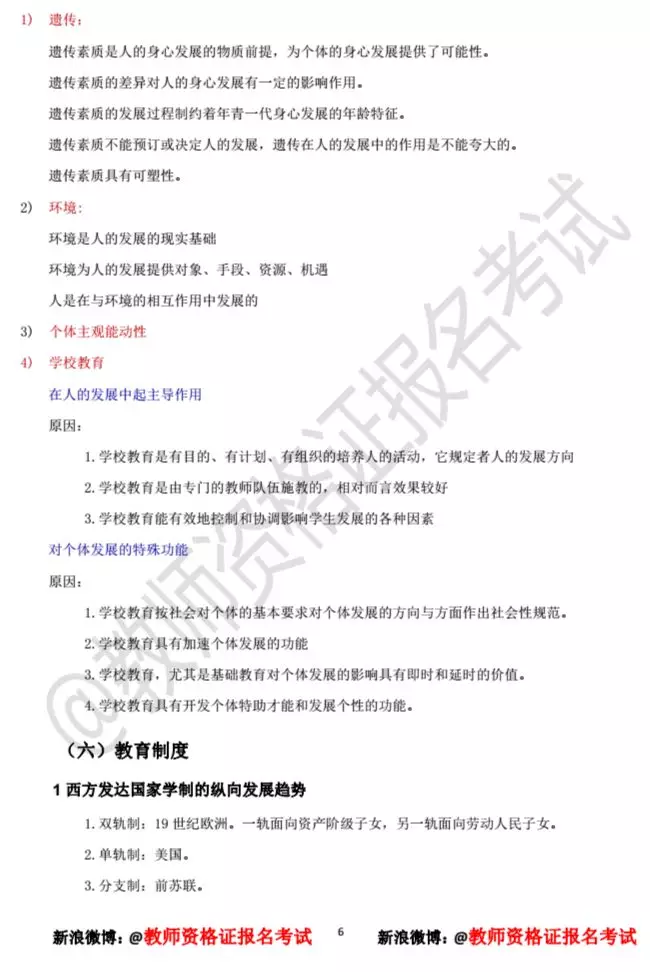 1) 遗传:
遗传素质是人的身心发展的物质前提，为个体的身心发展提供了可能性。
遗传素质的差异对人的身心发展有一定的影响作用。
遗传素质的发展过程制约着年青一代身心发展的年龄特征。
遗传素质不能预订或决定人的发展，遗传在人的发展中的作用是不能夸大的。
遗传素质具有可塑性。
2) 环境:
环境是人的发展的现实基础
环境为人的发展提供对象、手段、资源、机遇
人是在与环境的相互作用中发展的
3) 个体主观能动性
4) 学校教育
在人的发展中起主导作用
原因:
1.学校教育是有目的、有计划、有组织的培养人的活动，它规定者人的发展方向
2.学校教育是由专门的教师队伍施教的，相对而言效果较好
3.学校教育能有效地控制和协调影响学生发展的各种因素
对个体发展的特殊功能
原因:
1.学校教育按社会对个体的基本要求对个体发展的方向与方面作出社会性规范。
2.学校教育具有加速个体发展的功能
3.学校教育，尤其是基础教育对个体发展的影响具有即时和延时的价值。
4.学校教育具有开发个体特助才能和发展个性的功能。
（六）教育制度
1 西方发达国家学制的纵向发展趋势
1.双轨制：19 世纪欧洲。一轨面向资产阶级子女，另一轨面向劳动人民子女。
2.单轨制：美国。
3.分支制：前苏联。
新浪微博：@教师资格证报名考试 6 新浪微博：@教师资格证报名考试
@教师资格证报名考试